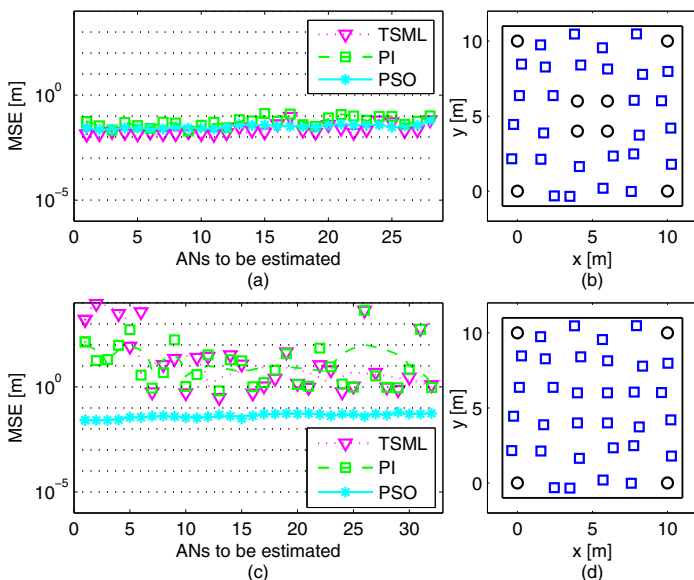 TSML
PI
PSO
MSE [m]
10^0
10^-5
0 5 10 15 20 25
ANs to be estimated
(a)
y [m]
10
5
0
0 5 10
x [m]
(b)
TSML
PI
PSO
MSE [m]
10^0
10^-5
0 5 10 15 20 25 30
ANs to be estimated
(c)
y [m]
10
5
0
0 5 10
x [m]
(d)